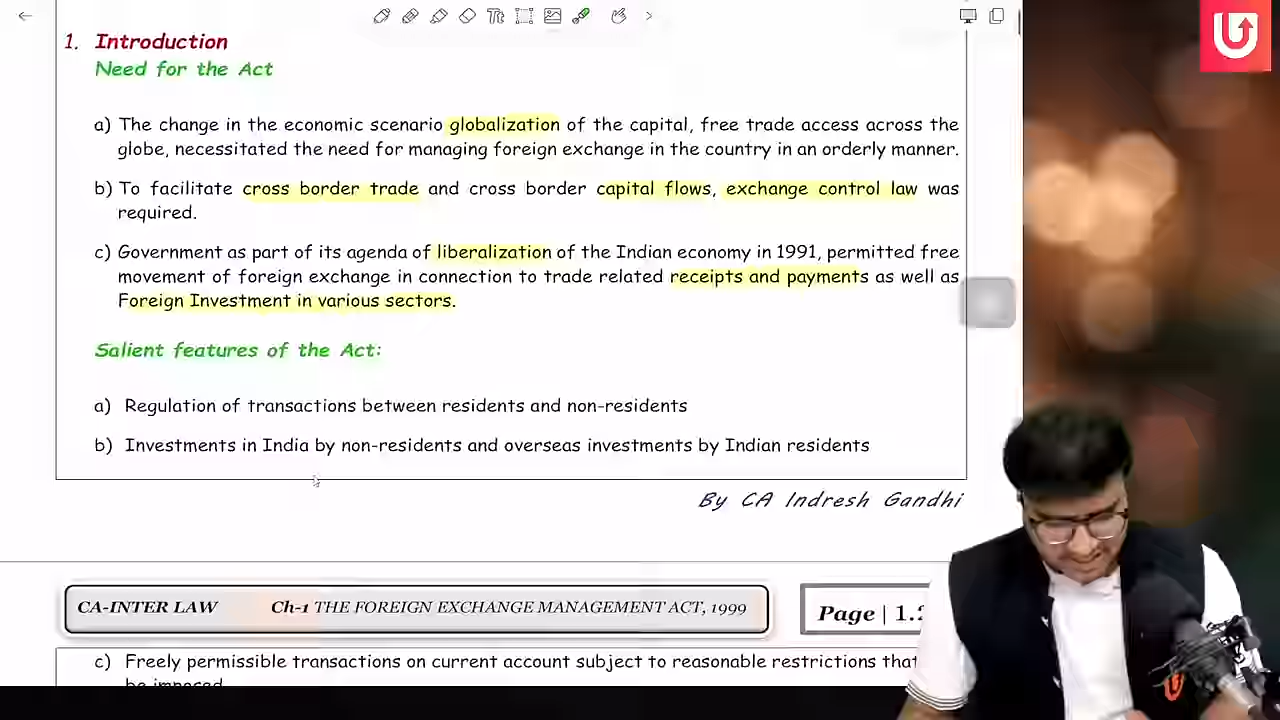 1. Introduction
Need for the Act
a) The change in the economic scenario globalization of the capital, free trade access across the
globe, necessitated the need for managing foreign exchange in the country in an orderly manner.
b) To facilitate cross border trade and cross border capital flows, exchange control law was
required.
c) Government as part of its agenda of liberalization of the Indian economy in 1991, permitted free
movement of foreign exchange in connection to trade related receipts and payments as well as
Foreign Investment in various sectors.
Salient features of the Act:
a) Regulation of transactions between residents and non-residents
b) Investments in India by non-residents and overseas investments by Indian residents
By CA Indresh Gandhi
CA-INTER LAW Ch-1 THE FOREIGN EXCHANGE MANAGEMENT ACT, 1999
Page | 1.2
c) Freely permissible transactions on current account subject to reasonable restrictions that
be imposed